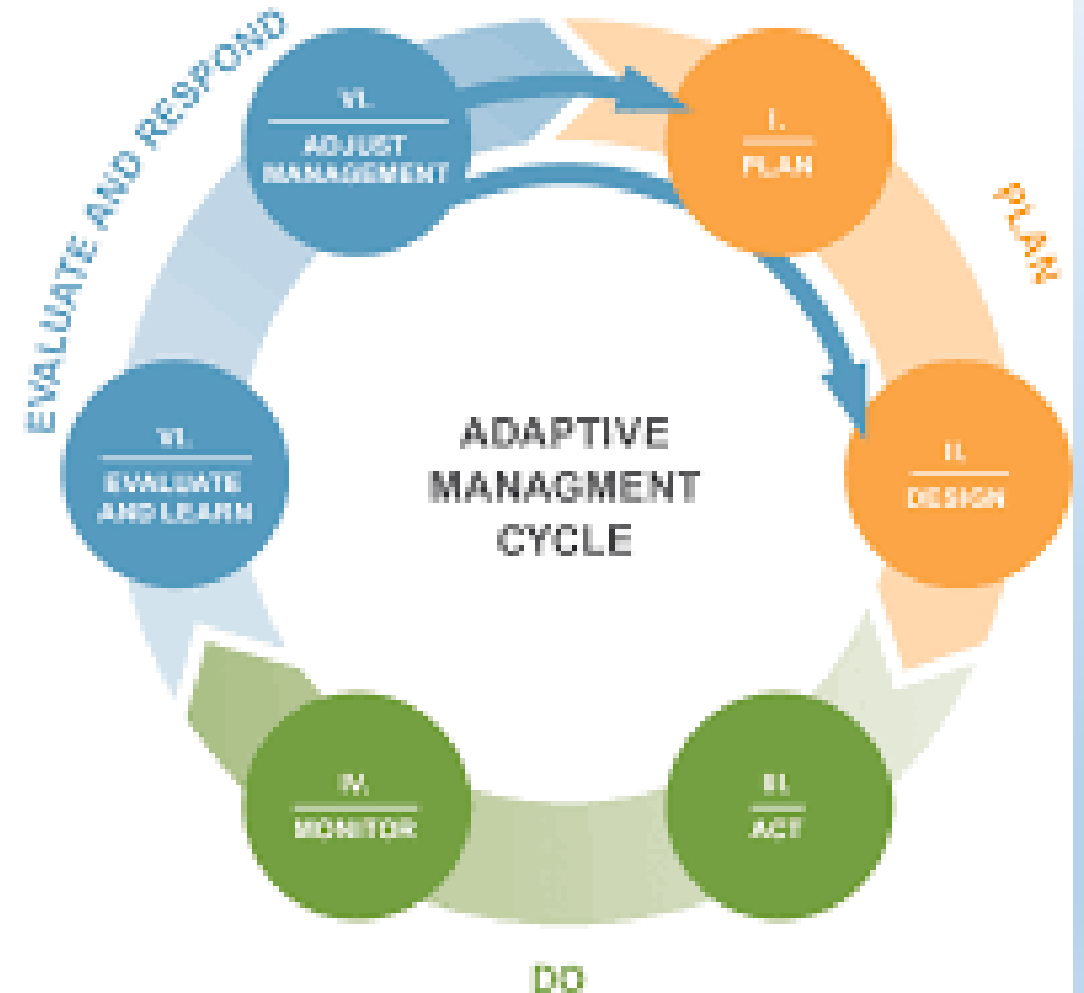 EVALUATE AND RESPOND
VI.
ADJUST
MANAGEMENT
I.
PLAN
PLAN
VI.
EVALUATE
AND LEARN
ADAPTIVE
MANAGMENT
CYCLE
II.
DESIGN
IV.
MONITOR
III.
ACT
DO